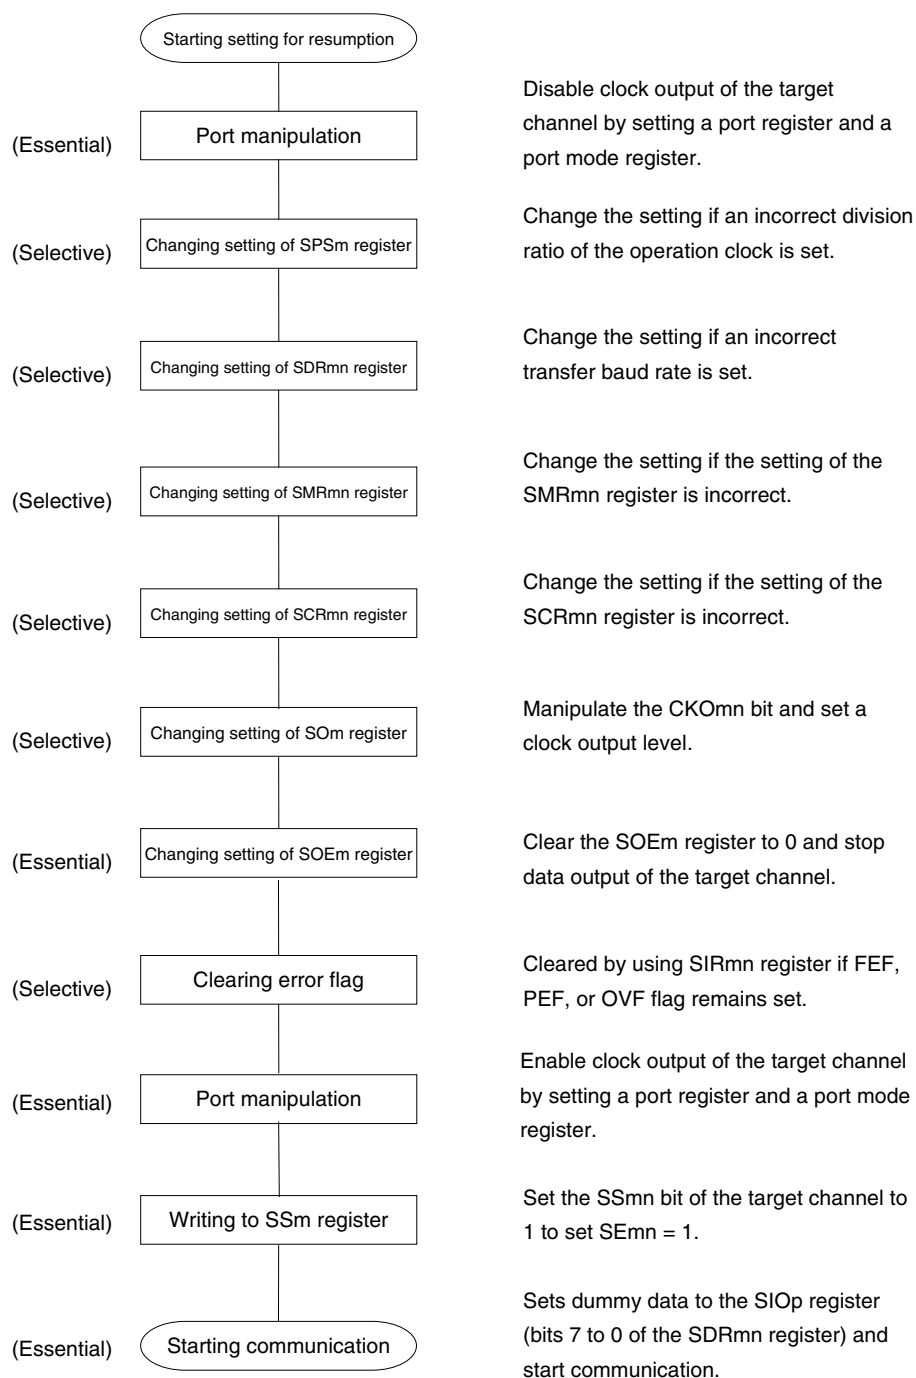 Starting setting for resumption
(Essential)
Port manipulation
Disable clock output of the target
channel by setting a port register and a
port mode register.
(Selective)
Changing setting of SPSm register
Change the setting if an incorrect division
ratio of the operation clock is set.
(Selective)
Changing setting of SDRmn register
Change the setting if an incorrect
transfer baud rate is set.
(Selective)
Changing setting of SMRmn register
Change the setting if the setting of the
SMRmn register is incorrect.
(Selective)
Changing setting of SCRmn register
Change the setting if the setting of the
SCRmn register is incorrect.
(Selective)
Changing setting of SOm register
Manipulate the CKOmn bit and set a
clock output level.
(Essential)
Changing setting of SOEm register
Clear the SOEm register to 0 and stop
data output of the target channel.
(Selective)
Clearing error flag
Cleared by using SIRmn register if FEF,
PEF, or OVF flag remains set.
(Essential)
Port manipulation
Enable clock output of the target channel
by setting a port register and a port mode
register.
(Essential)
Writing to SSm register
Set the SSmn bit of the target channel to
1 to set SEmn = 1.
(Essential)
Starting communication
Sets dummy data to the SIOp register
(bits 7 to 0 of the SDRmn register) and
start communication.